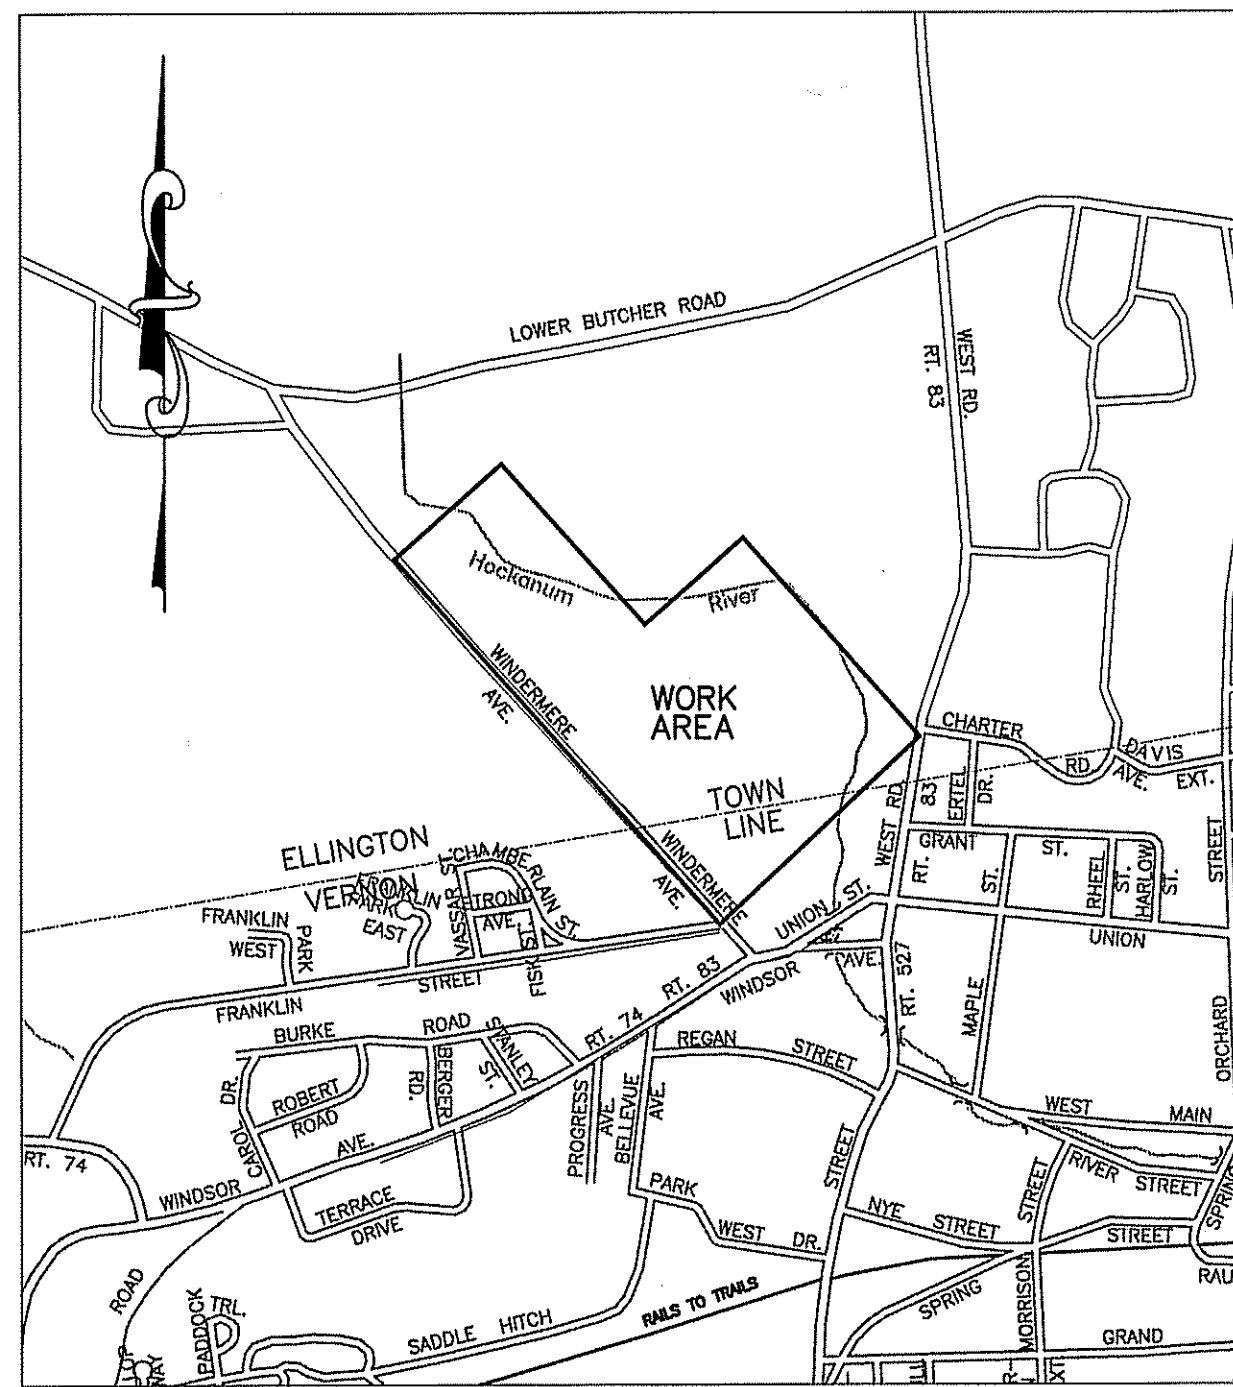 LOWER BUTCHER ROAD
WEST RD.
RT. 83
Hockanum
River
WINDERMERE
AVE.
WORK
AREA
CHARTER
RD.
DAVIS
AVE.
EXT.
TOWN
LINE
WEST RD.
RT. 83
ERTEL
DR.
ELLINGTON
VERNON
WINDERMERE
AVE.
GRANT
ST.
ST.
RHEEL
ST.
HARLOW
ST.
STREET
CHAMBERLAIN ST.
VASSAR ST.
AVE.
FISK ST.
FRANKLIN
WEST
PARK
EAST
UNION ST.
UNION
AVE.
WINDSOR
RT. 83
RT. 74
RT. 527
MAPLE
ORCHARD
STREET
FRANKLIN
BURKE
ROAD
STANLEY
ST.
BERGER
RD.
CAROL DR.
ROBERT
ROAD
REGAN
STREET
PROGRESS
AVE.
BELLEVUE
AVE.
WEST
MAIN
RIVER
STREET
SPRING
RT. 74
WINDSOR
AVE.
TERRACE
DRIVE
PARK
WEST
DR.
STREET
NYE
STREET
STREET
STREET
ROAD
PADDOCK
TRL.
SADDLE
HITCH
RAILS TO TRAILS
SPRING
MORRISON
GRAND